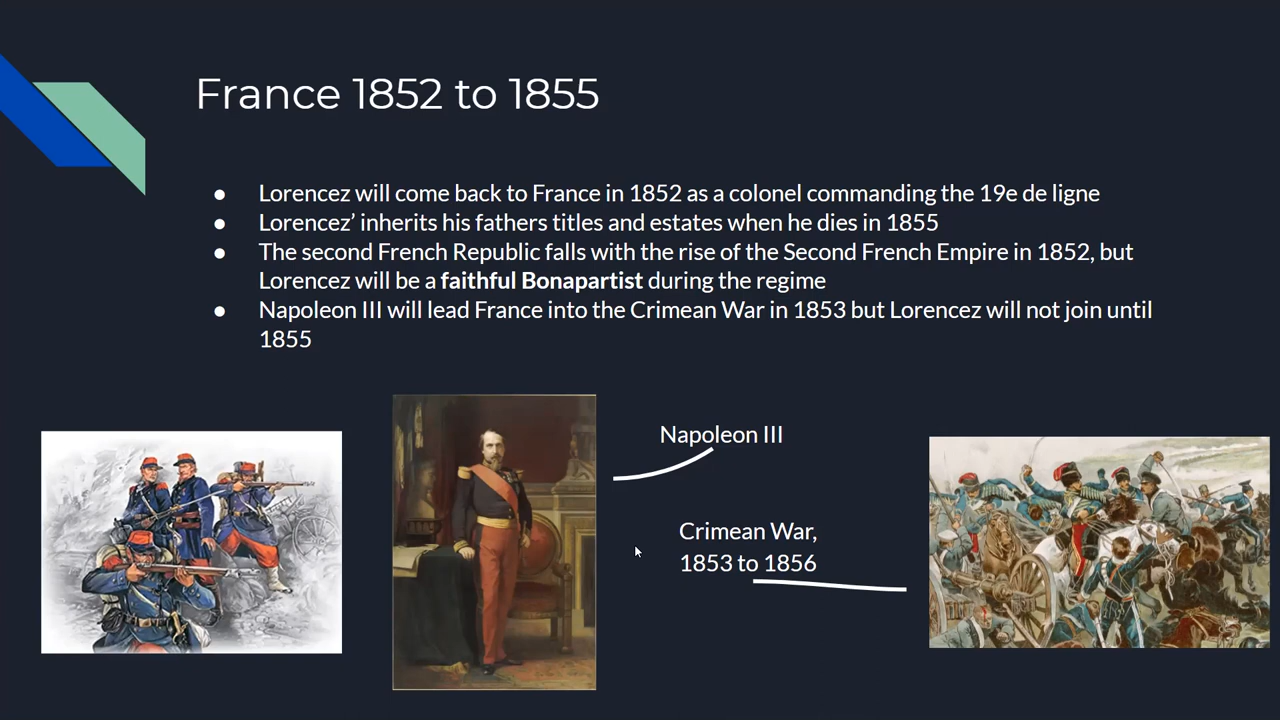 France 1852 to 1855
● Lorencez will come back to France in 1852 as a colonel commanding the 19e de ligne
● Lorencez’ inherits his fathers titles and estates when he dies in 1855
● The second French Republic falls with the rise of the Second French Empire in 1852, but
Lorencez will be a faithful Bonapartist during the regime
● Napoleon III will lead France into the Crimean War in 1853 but Lorencez will not join until
1855
Napoleon III
Crimean War,
1853 to 1856